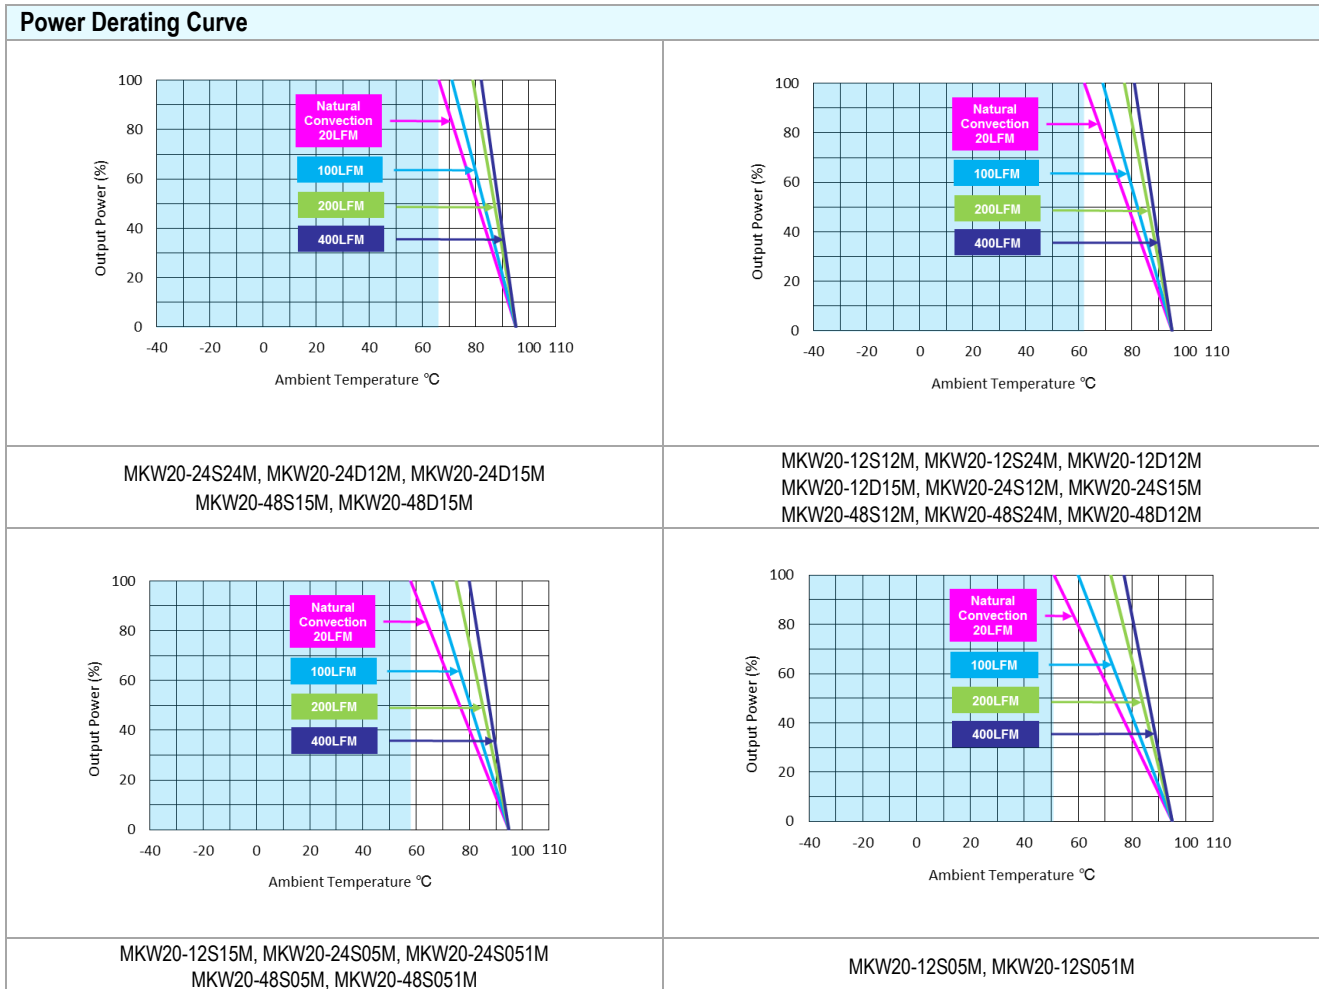 Power Derating Curve
100
80
60
40
20
0
Output Power (%)
Natural
Convection
20LFM
100LFM
200LFM
400LFM
-40 -20 0 20 40 60 80 100 110
Ambient Temperature ℃
100
80
60
40
20
0
Output Power (%)
Natural
Convection
20LFM
100LFM
200LFM
400LFM
-40 -20 0 20 40 60 80 100 110
Ambient Temperature ℃
MKW20-24S24M, MKW20-24D12M, MKW20-24D15M
MKW20-48S15M, MKW20-48D15M
MKW20-12S12M, MKW20-12S24M, MKW20-12D12M
MKW20-12D15M, MKW20-24S12M, MKW20-24S15M
MKW20-48S12M, MKW20-48S24M, MKW20-48D12M
100
80
60
40
20
0
Output Power (%)
Natural
Convection
20LFM
100LFM
200LFM
400LFM
-40 -20 0 20 40 60 80 100 110
Ambient Temperature ℃
100
80
60
40
20
0
Output Power (%)
Natural
Convection
20LFM
100LFM
200LFM
400LFM
-40 -20 0 20 40 60 80 100 110
Ambient Temperature ℃
MKW20-12S15M, MKW20-24S05M, MKW20-24S051M
MKW20-48S05M, MKW20-48S051M
MKW20-12S05M, MKW20-12S051M